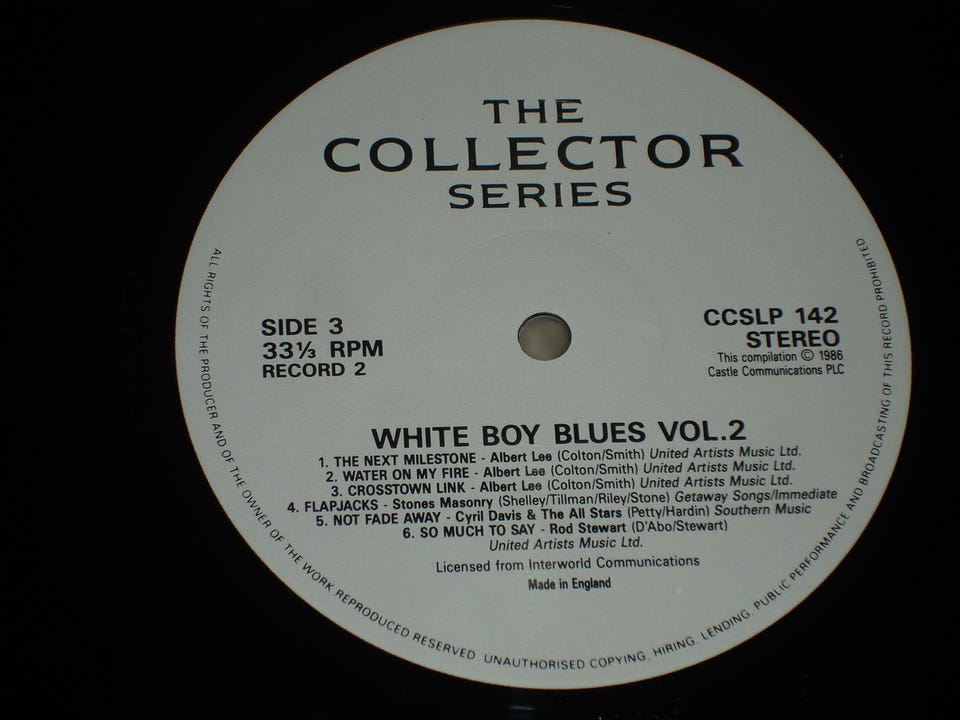 THE
COLLECTOR
SERIES
SIDE 3
33⅓ RPM
RECORD 2
CCSLP 142
STEREO
This compilation © 1986
Castle Communications PLC
WHITE BOY BLUES VOL.2
1. THE NEXT MILESTONE - Albert Lee (Colton/Smith) United Artists Music Ltd.
2. WATER ON MY FIRE - Albert Lee (Colton/Smith) United Artists Music Ltd.
3. CROSSTOWN LINK - Albert Lee (Colton/Smith) United Artists Music Ltd.
4. FLAPJACKS - Stones Masonry (Shelley/Tillman/Riley/Stone) Getaway Songs/Immediate
5. NOT FADE AWAY - Cyril Davis & The All Stars (Petty/Hardin) Southern Music
6. SO MUCH TO SAY - Rod Stewart (D'Abo/Stewart)
United Artists Music Ltd.
Licensed from Interworld Communications
Made in England
ALL RIGHTS OF THE PRODUCER AND OF THE OWNER OF THE WORK REPRODUCED RESERVED UNAUTHORISED COPYING, HIRING, LENDING, PUBLIC PERFORMANCE AND BROADCASTING OF THIS RECORD PROHIBITED